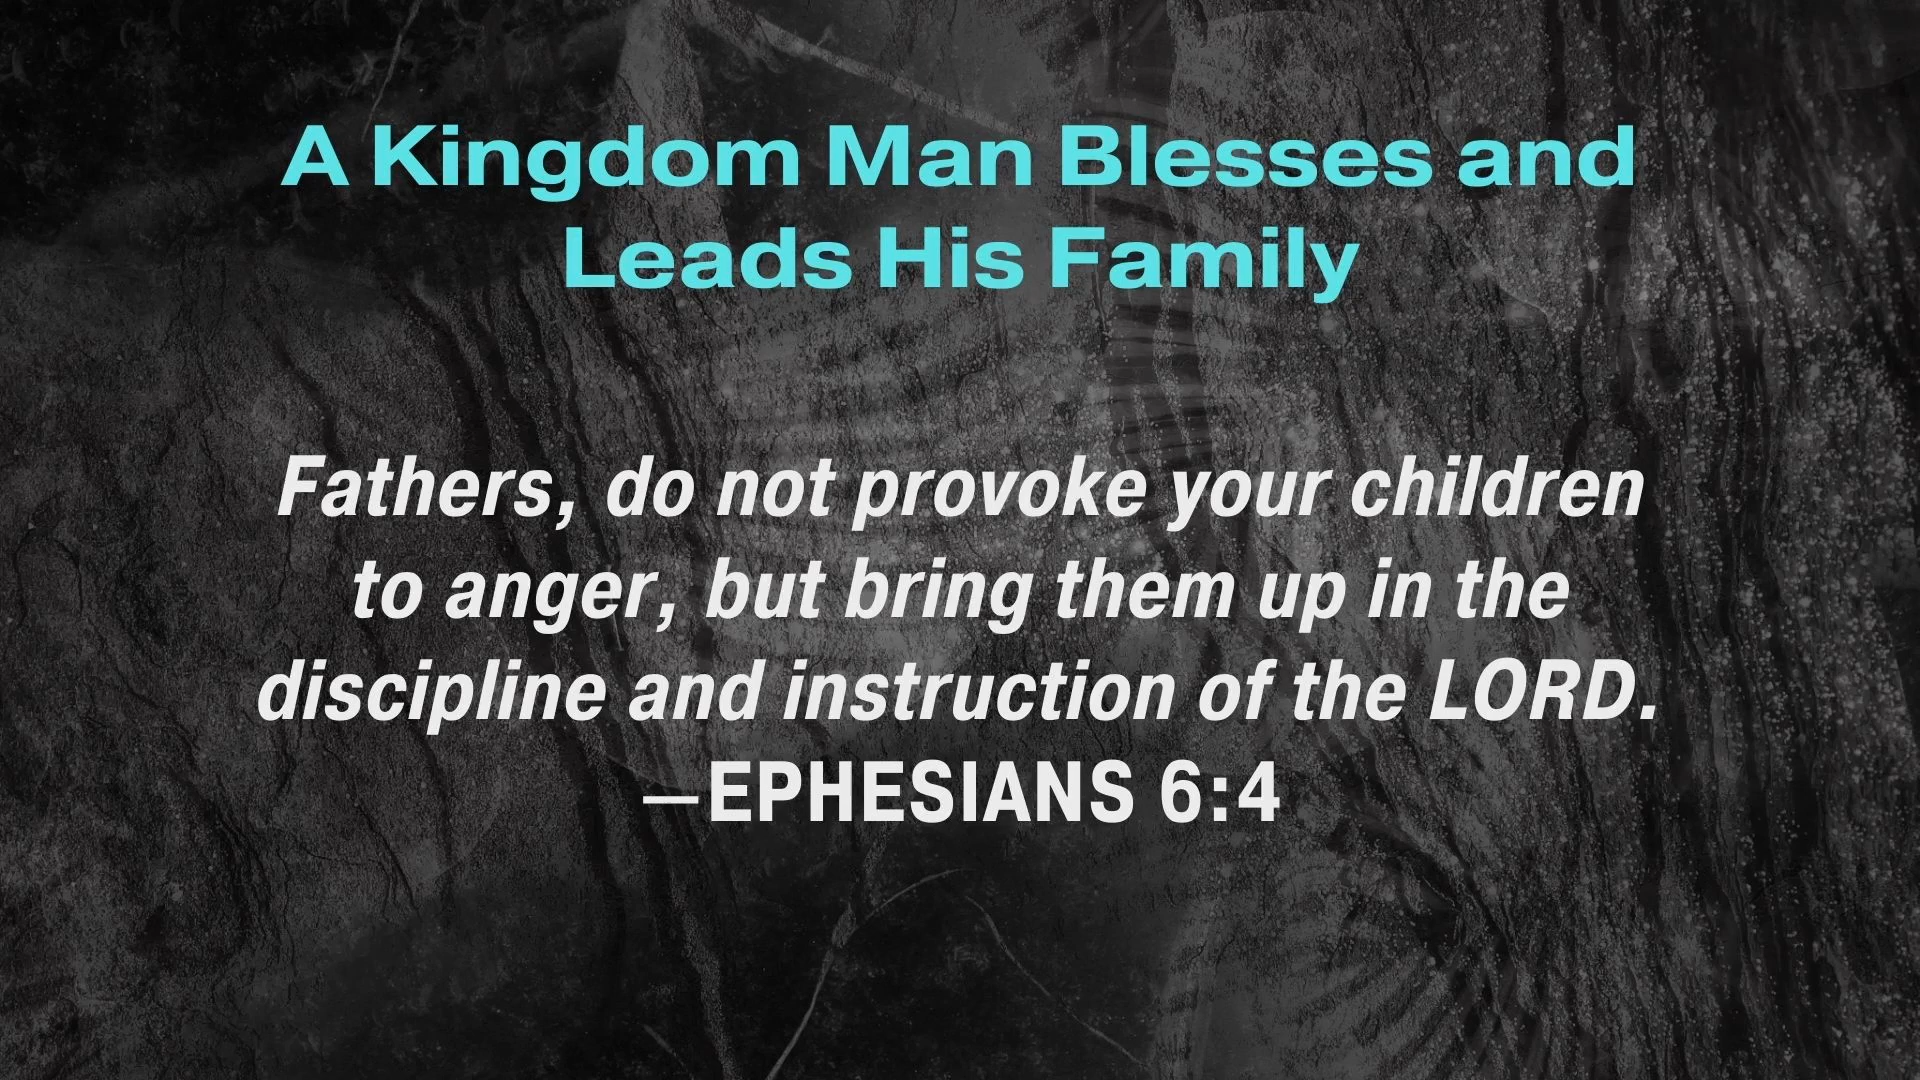 A Kingdom Man Blesses and
Leads His Family
Fathers, do not provoke your children
to anger, but bring them up in the
discipline and instruction of the LORD.
—EPHESIANS 6:4